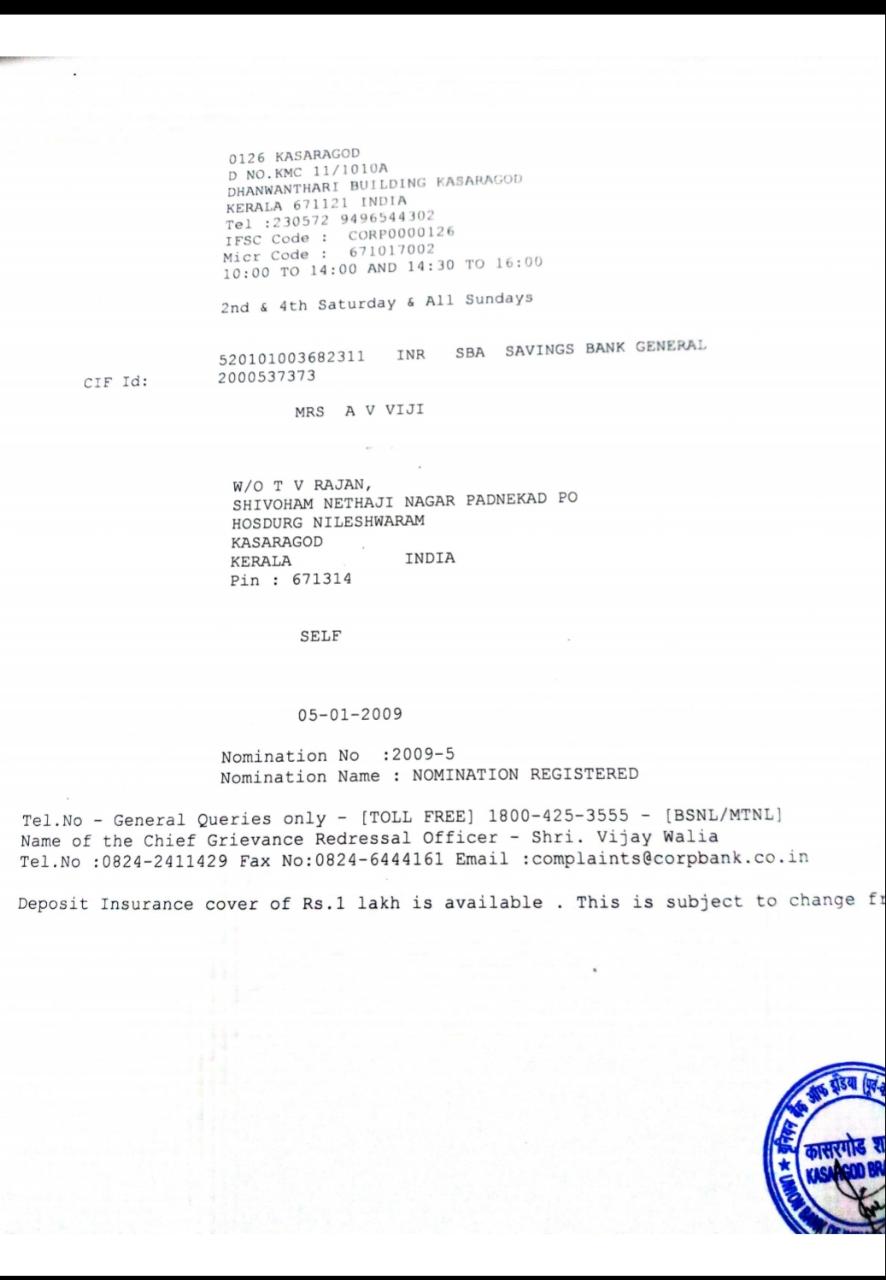 0126 KASARAGOD
D NO.KMC 11/1010A
DHANWANTHARI BUILDING KASARAGOD
KERALA 671121 INDIA
Tel :230572 9496544302
IFSC Code : CORP0000126
Micr Code : 671017002
10:00 TO 14:00 AND 14:30 TO 16:00
2nd & 4th Saturday & All Sundays
520101003682311 INR SBA SAVINGS BANK GENERAL
CIF Id: 2000537373
MRS A V VIJI
W/O T V RAJAN,
SHIVOHAM NETHAJI NAGAR PADNEKAD PO
HOSDURG NILESHWARAM
KASARAGOD
KERALA INDIA
Pin : 671314
SELF
05-01-2009
Nomination No :2009-5
Nomination Name : NOMINATION REGISTERED
Tel.No - General Queries only - [TOLL FREE] 1800-425-3555 - [BSNL/MTNL]
Name of the Chief Grievance Redressal Officer - Shri. Vijay Walia
Tel.No :0824-2411429 Fax No:0824-6444161 Email :complaints@corpbank.co.in
Deposit Insurance cover of Rs.1 lakh is available . This is subject to change fr
यूनियन बैंक ऑफ इंडिया
कासरगोड
KASARAGOD
UNION BANK OF